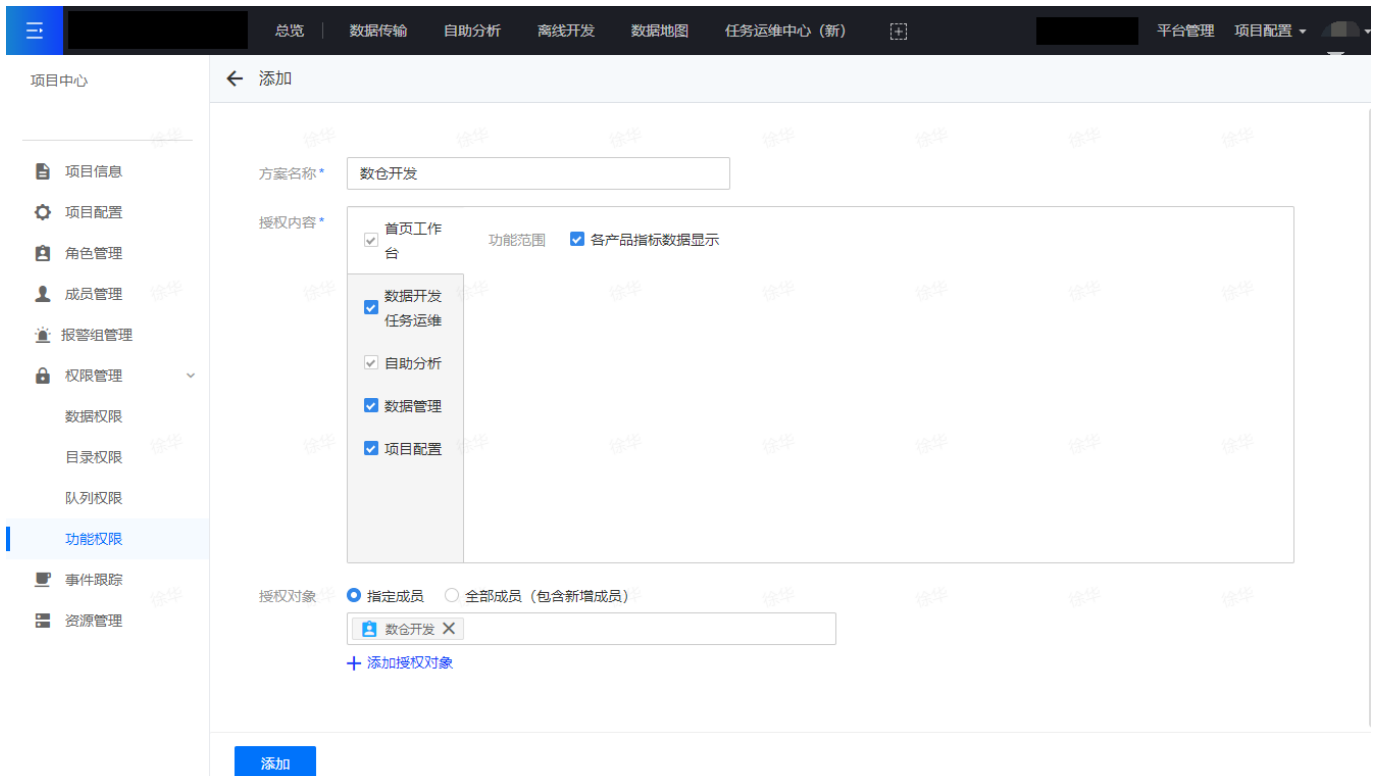 总览 数据传输 自助分析 离线开发 数据地图 任务运维中心（新） 平台管理 项目配置
项目中心
添加
项目信息
项目配置
角色管理
成员管理
报警组管理
权限管理
数据权限
目录权限
队列权限
功能权限
事件跟踪
资源管理
方案名称* 数仓开发
授权内容*
首页工作
台
功能范围 各产品指标数据显示
数据开发
任务运维
自助分析
数据管理
项目配置
授权对象 指定成员 全部成员（包含新增成员）
数仓开发
添加授权对象
添加
徐华